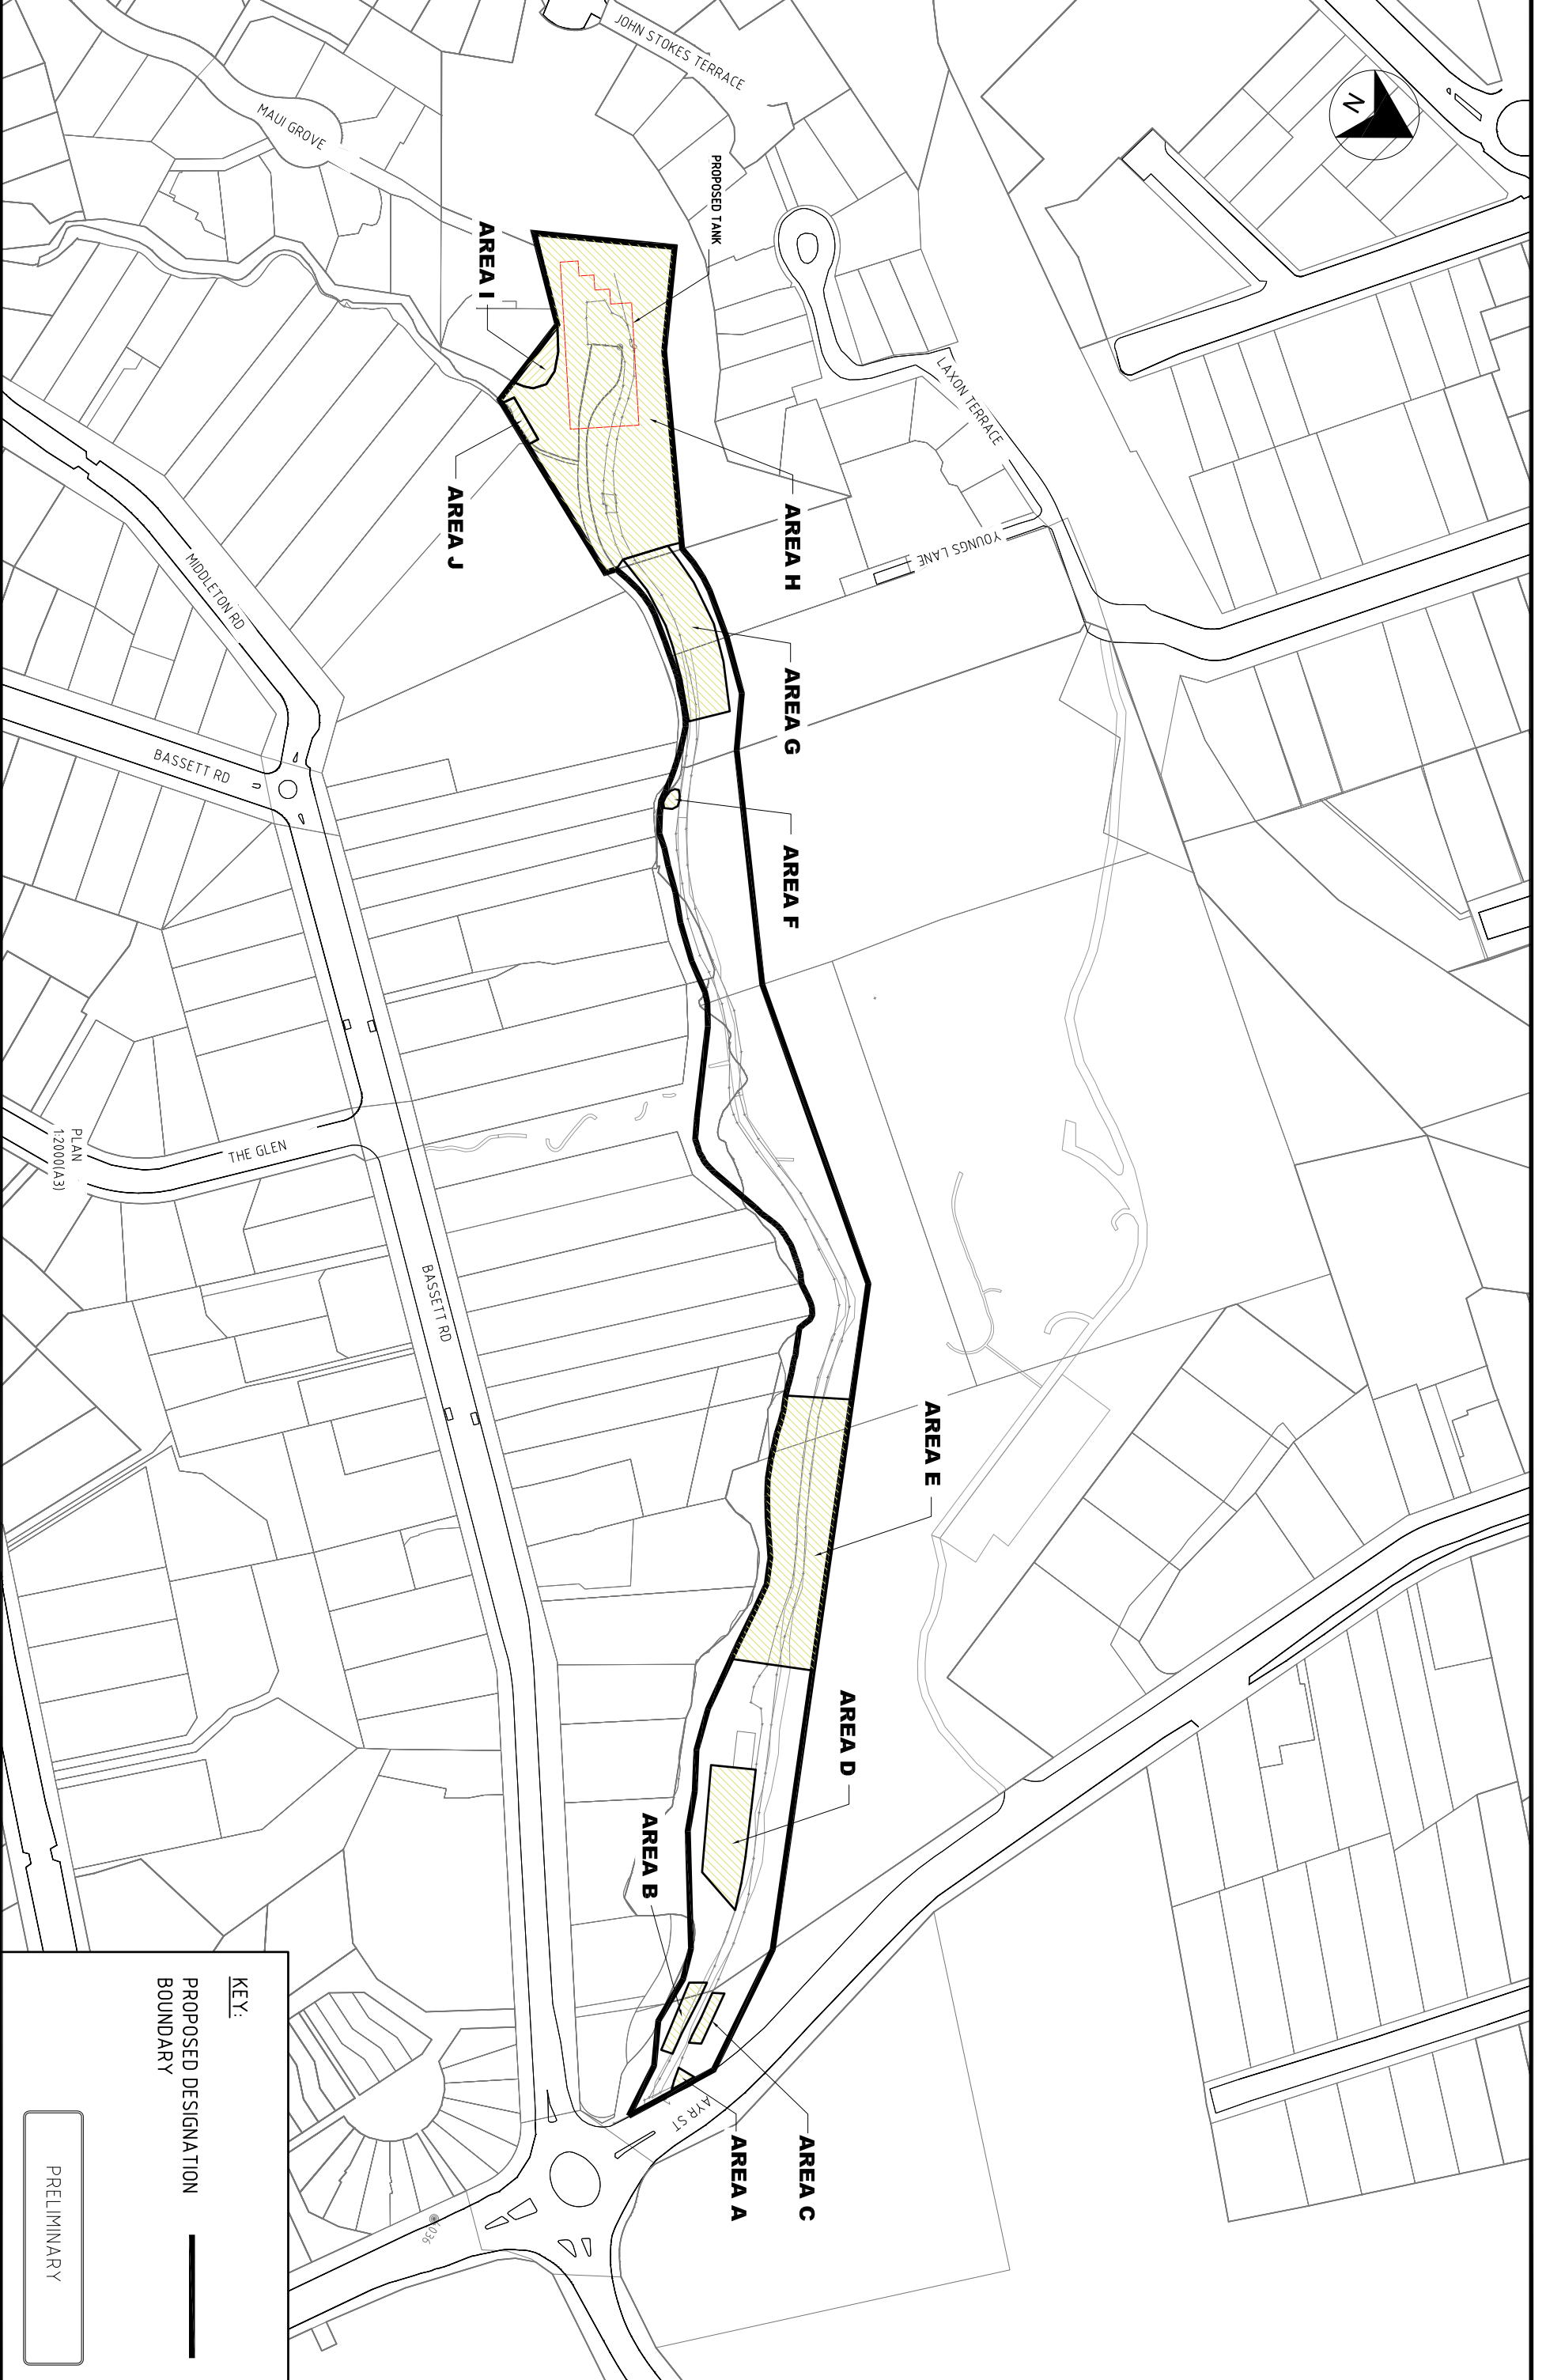 JOHN STOKES TERRACE
MAUI GROVE
PROPOSED TANK
N
AREA I
LAXON TERRACE
AREA J
AREA H
YOUNGS LANE
MIDDLETON RD
AREA G
BASSETT RD
AREA F
THE GLEN
PLAN
1:2000(A3)
BASSETT RD
AREA E
AREA D
AREA B
AYR ST
AREA C
AREA A
KEY:
PROPOSED DESIGNATION
BOUNDARY
PRELIMINARY